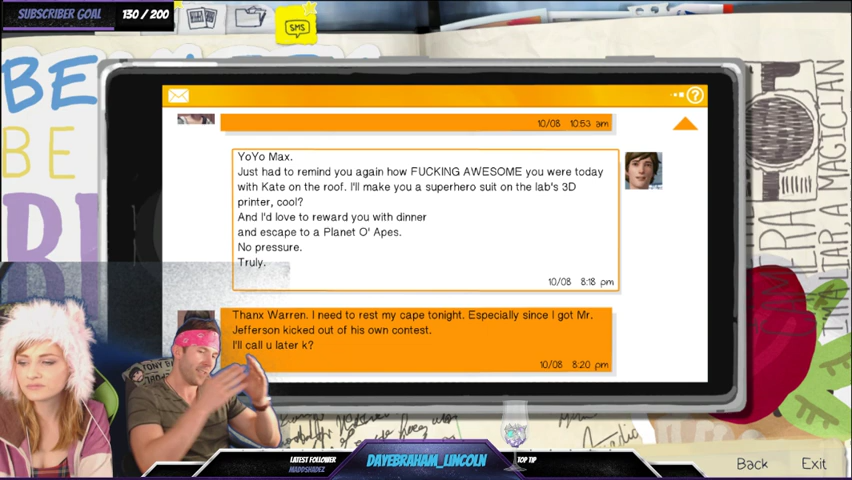 SUBSCRIBER GOAL 130 / 200
SMS
BE
BE
10/08 10:53 am
YoYo Max.
Just had to remind you again how FUCKING AWESOME you were today
with Kate on the roof. I'll make you a superhero suit on the lab's 3D
printer, cool?
And I'd love to reward you with dinner
and escape to a Planet O' Apes.
No pressure.
Truly.
10/08 8:18 pm
Thanx Warren. I need to rest my cape tonight. Especially since I got Mr.
Jefferson kicked out of his own contest.
I'll call u later k?
10/08 8:20 pm
LATEST FOLLOWER
MADDSHADEZ
DAYEBRAHAM_LINCOLN
TOP TIP
Back Exit